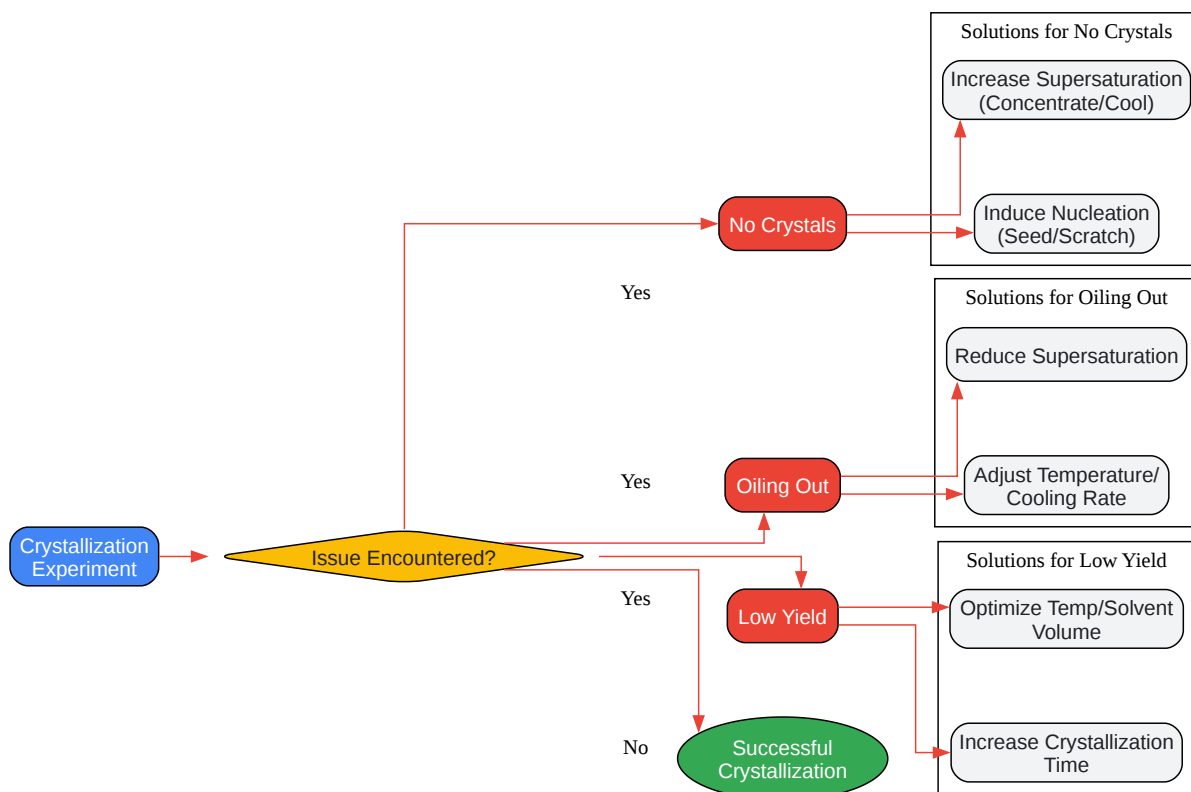 Solutions for No Crystals
Increase Supersaturation
(Concentrate/Cool)
No Crystals
Induce Nucleation
(Seed/Scratch)
Yes
Solutions for Oiling Out
Reduce Supersaturation
Yes
Oiling Out
Adjust Temperature/
Cooling Rate
Crystallization
Experiment
Issue Encountered?
Solutions for Low Yield
Yes
Low Yield
Optimize Temp/Solvent
Volume
No
Successful
Crystallization
Increase Crystallization
Time